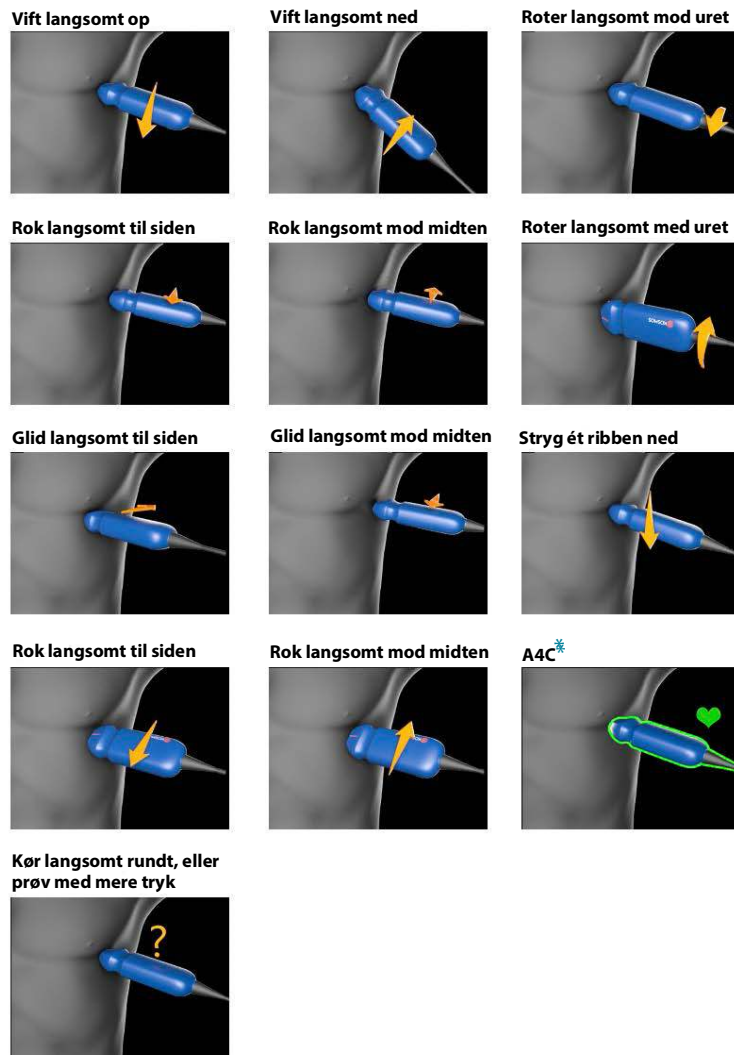 Vift langsomt op
Vift langsomt ned
Roter langsomt mod uret
Rok langsomt til siden
Rok langsomt mod midten
Roter langsomt med uret
SONOSITE
Glid langsomt til siden
Glid langsomt mod midten
Stryg ét ribben ned
Rok langsomt til siden
Rok langsomt mod midten
A4C**
Kør langsomt rundt, eller
prøv med mere tryk
?